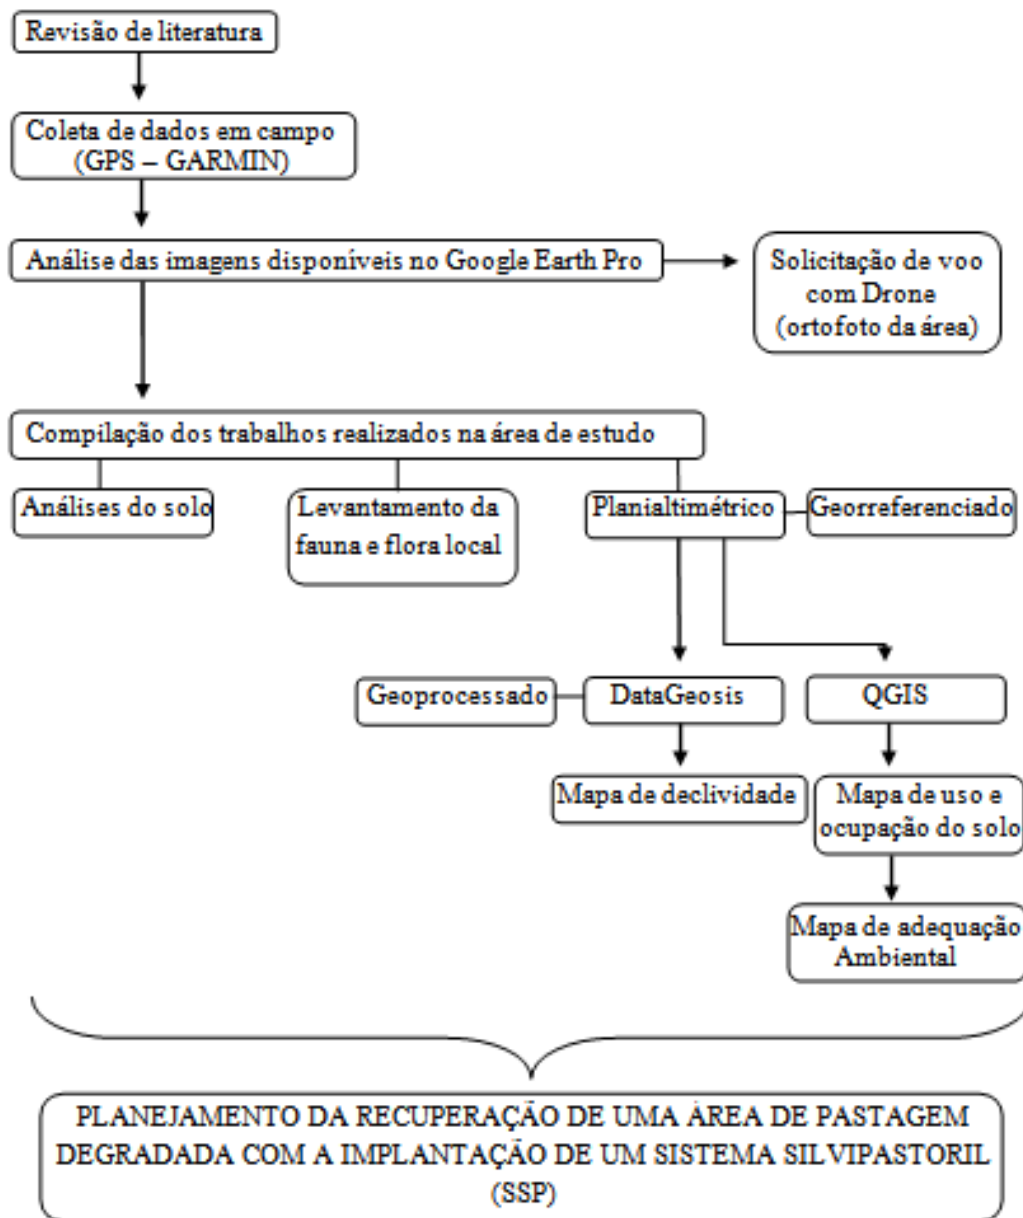 Revisão de literatura
Coleta de dados em campo
(GPS – GARMIN)
Análise das imagens disponíveis no Google Earth Pro
Solicitação de voo
com Drone
(ortofoto da área)
Compilação dos trabalhos realizados na área de estudo
Análises do solo
Levantamento da
fauna e flora local
Planialtimétrico
Georreferenciado
Geoprocessado
DataGeosis
QGIS
Mapa de declividade
Mapa de uso e
ocupação do solo
Mapa de adequação
Ambiental
PLANEJAMENTO DA RECUPERAÇÃO DE UMA ÁREA DE PASTAGEM
DEGRADADA COM A IMPLANTAÇÃO DE UM SISTEMA SILVIPASTORIL
(SSP)